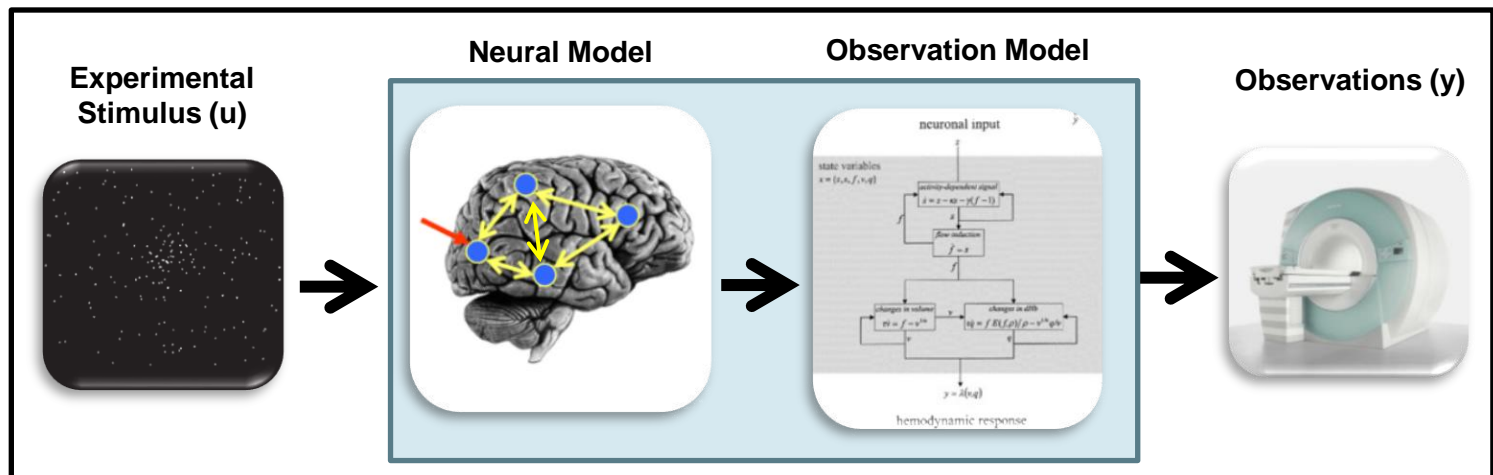 Experimental
Stimulus (u)
Neural Model
Observation Model
Observations (y)
neuronal input
z
state variables
activity-dependent signal
f
s
flow induction
f
changes in volume
v
changes in dHb
v
q
y = λ(v,q)
hemodynamic response